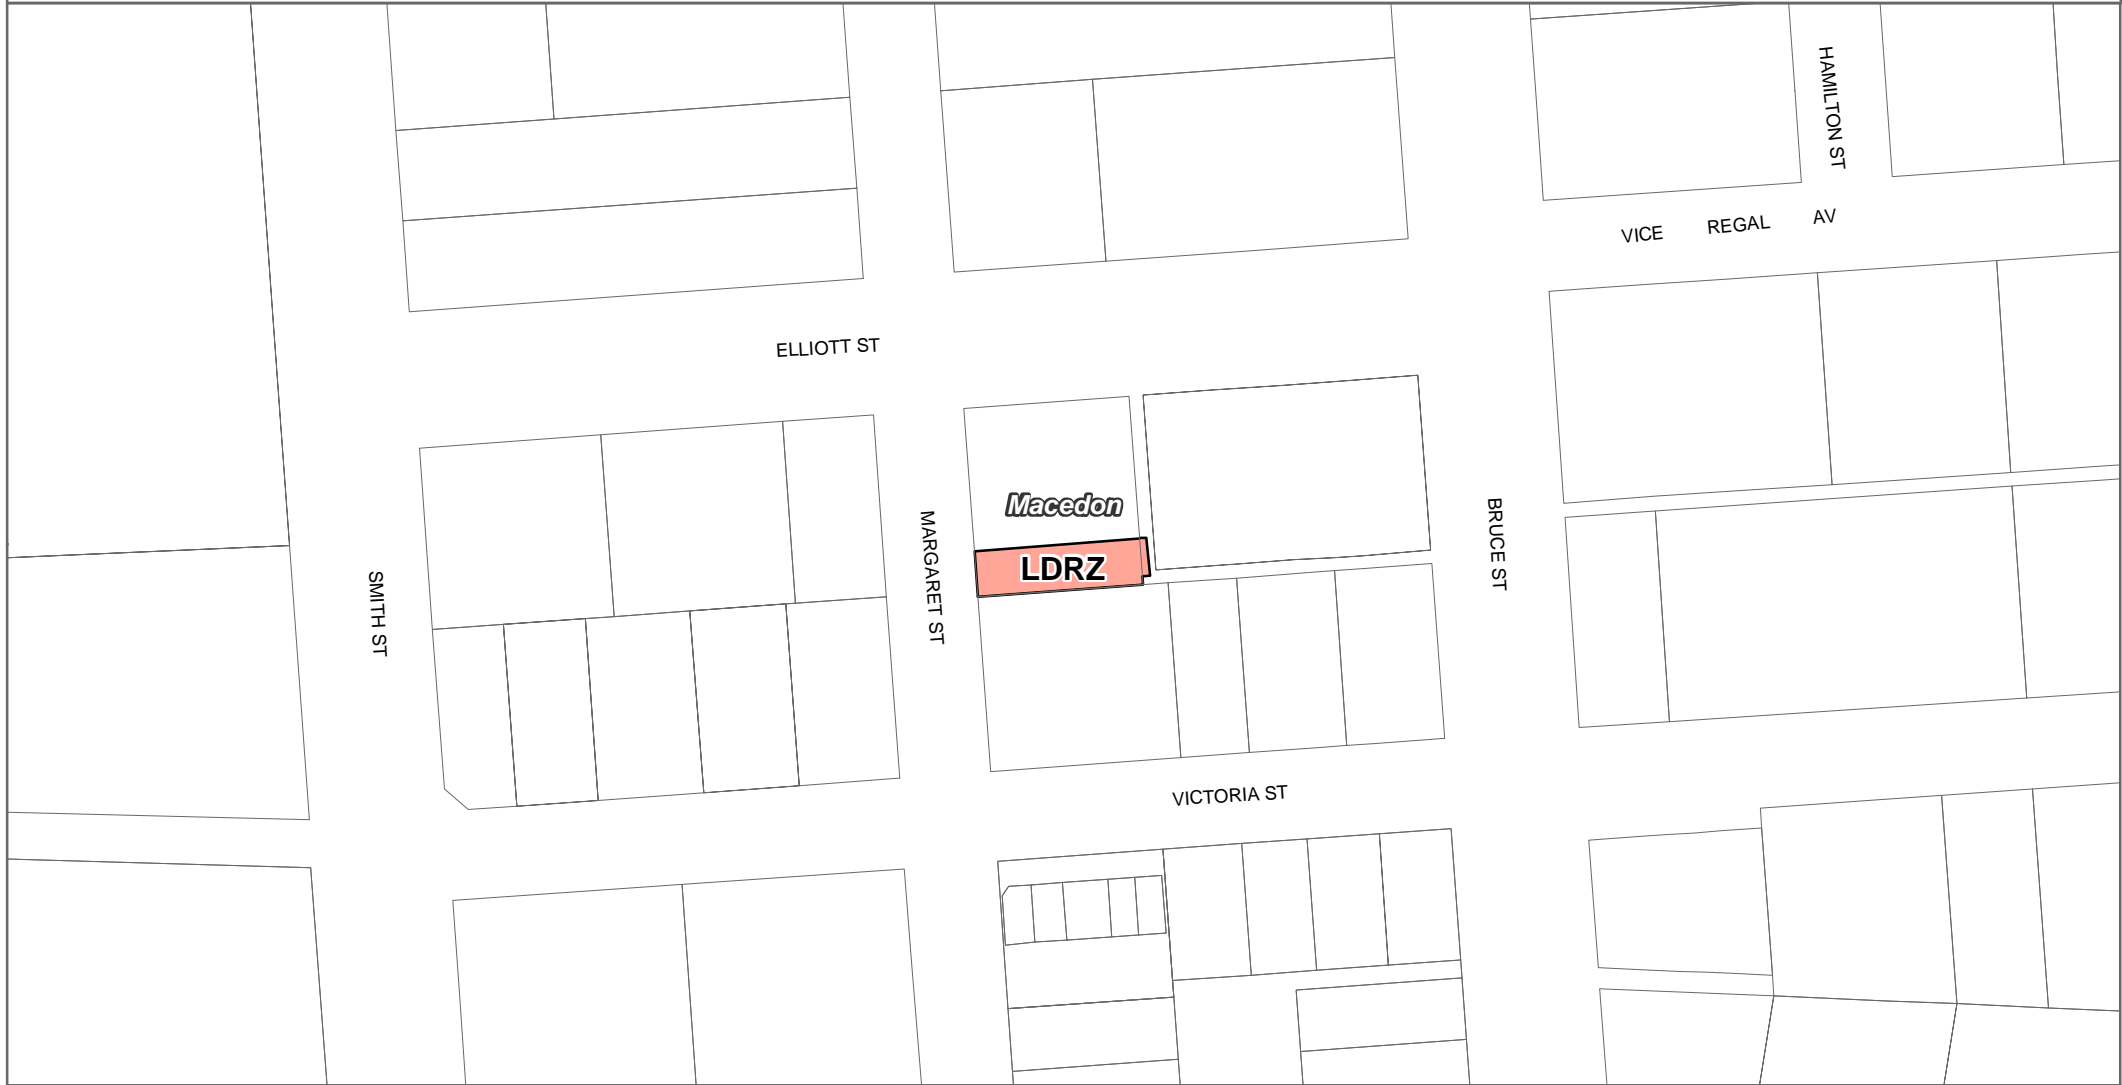 HAMILTON ST
VICE REGAL AV
ELLIOTT ST
Macedon
LDRZ
MARGARET ST
BRUCE ST
SMITH ST
VICTORIA ST